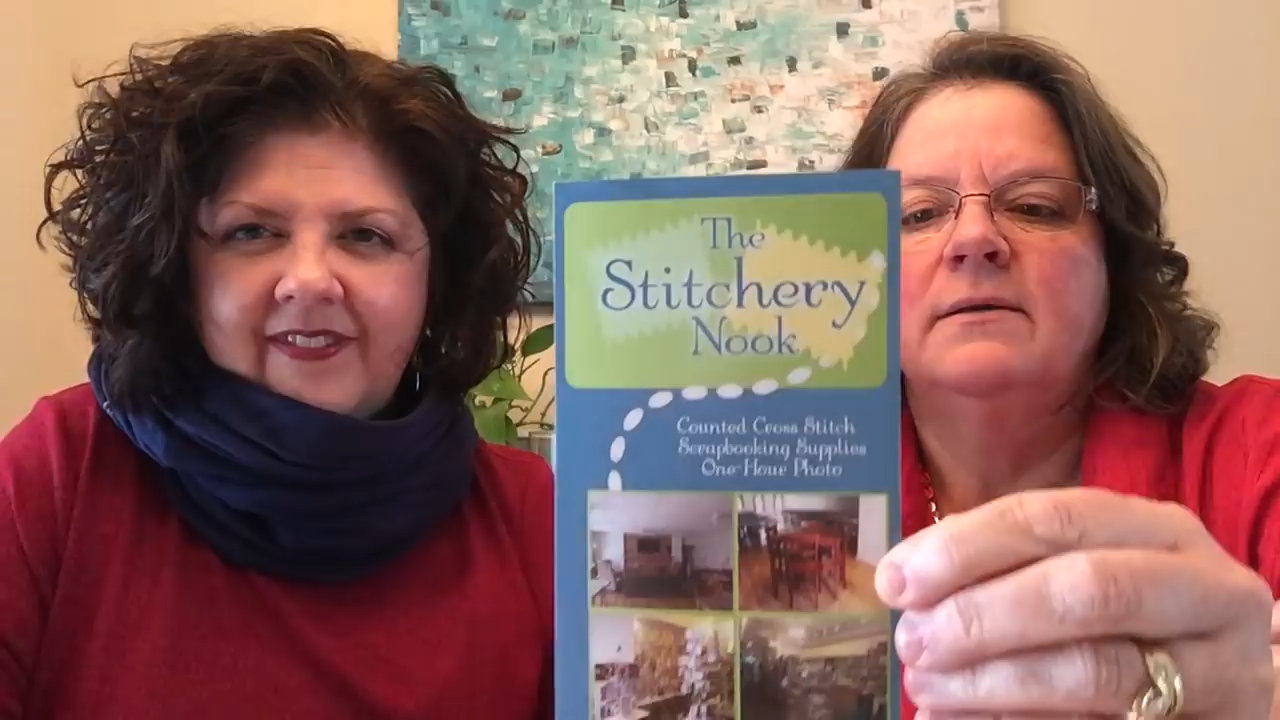 The
Stitchery
Nook
Counted Cross Stitch
Scrapbooking Supplies
One-Hour Photo